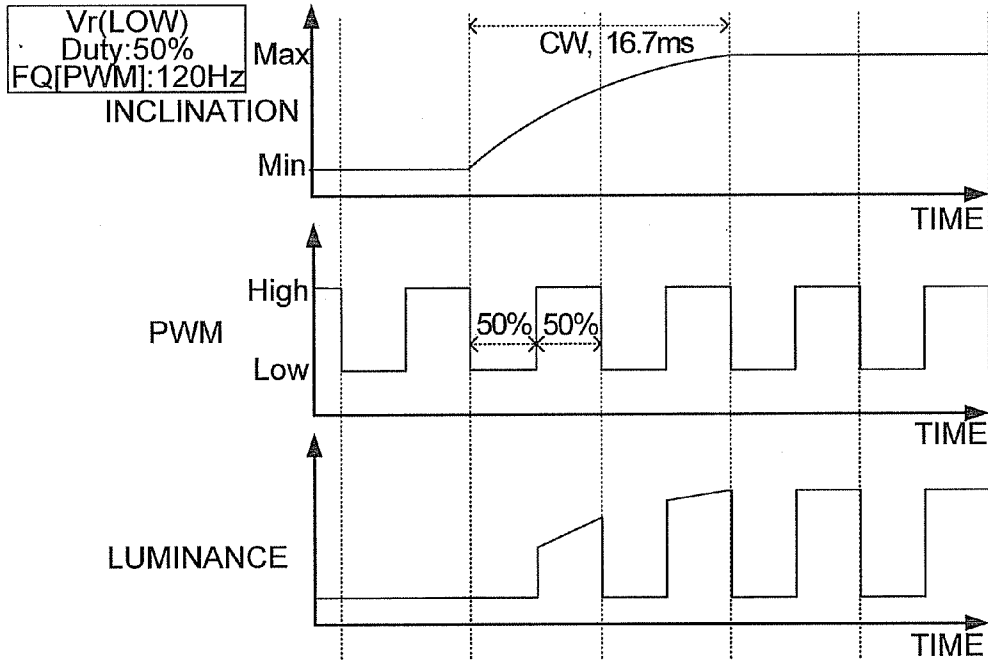 Vr(LOW)
Duty:50%
FQ[PWM]:120Hz
CW, 16.7ms
Max
INCLINATION
Min
TIME
High
50% 50%
PWM
Low
TIME
LUMINANCE
TIME